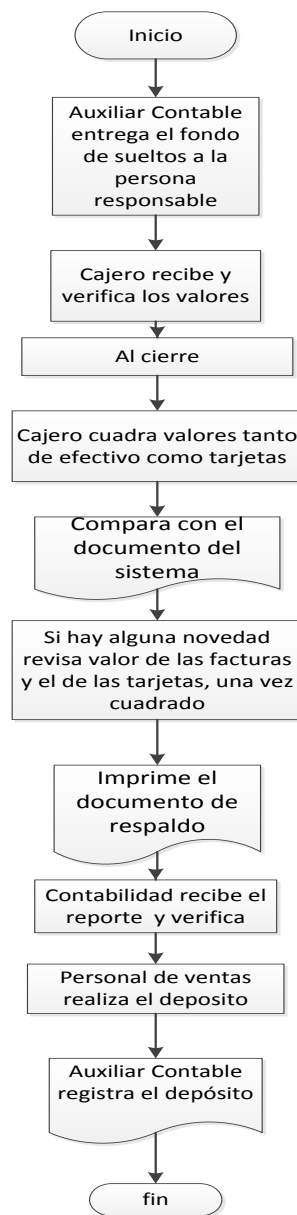 Inicio
Auxiliar Contable
entrega el fondo
de sueltos a la
persona
responsable
Cajero recibe y
verifica los valores
Al cierre
Cajero cuadra valores tanto
de efectivo como tarjetas
Compara con el
documento del
sistema
Si hay alguna novedad
revisa valor de las facturas
y el de las tarjetas, una vez
cuadrado
Imprime el
documento de
respaldo
Contabilidad recibe el
reporte y verifica
Personal de ventas
realiza el deposito
Auxiliar Contable
registra el depósito
fin